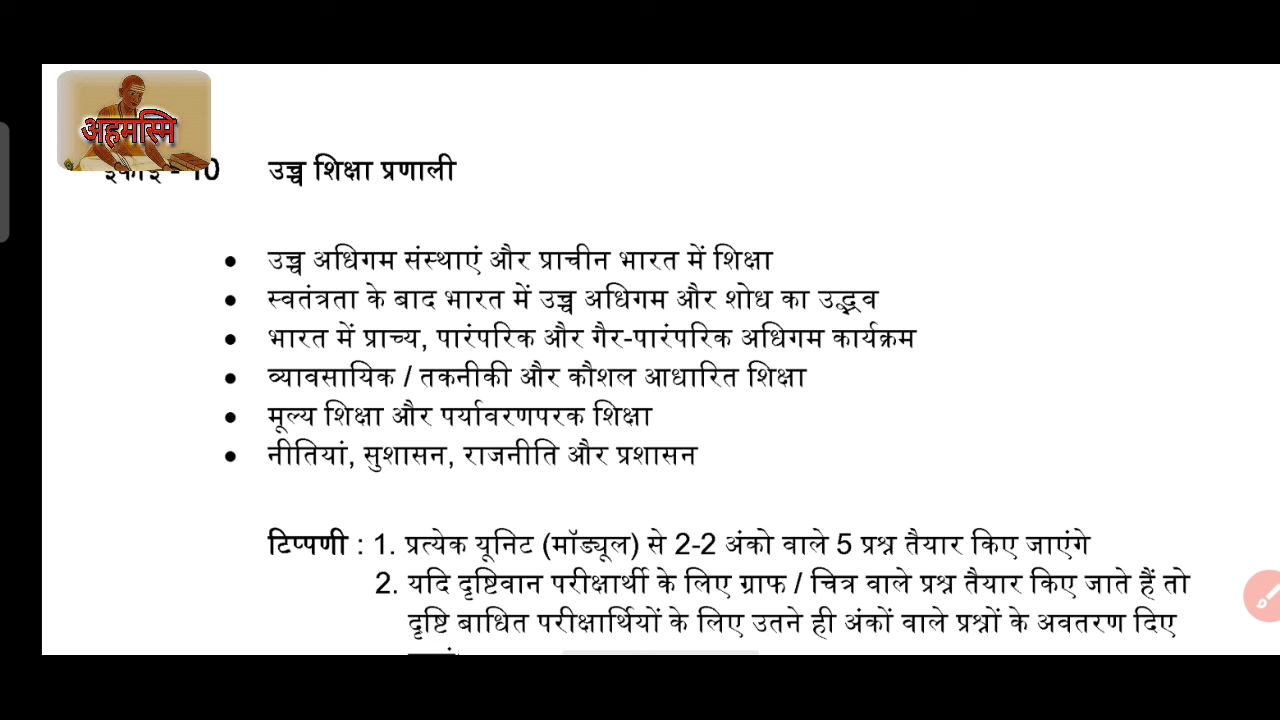 अहमस्मि
इकाई - 10 उच्च शिक्षा प्रणाली
• उच्च अधिगम संस्थाएं और प्राचीन भारत में शिक्षा
• स्वतंत्रता के बाद भारत में उच्च अधिगम और शोध का उद्भव
• भारत में प्राच्य, पारंपरिक और गैर-पारंपरिक अधिगम कार्यक्रम
• व्यावसायिक / तकनीकी और कौशल आधारित शिक्षा
• मूल्य शिक्षा और पर्यावरणपरक शिक्षा
• नीतियां, सुशासन, राजनीति और प्रशासन
टिप्पणी : 1. प्रत्येक यूनिट (मॉड्यूल) से 2-2 अंको वाले 5 प्रश्न तैयार किए जाएंगे
2. यदि दृष्टिवान परीक्षार्थी के लिए ग्राफ / चित्र वाले प्रश्न तैयार किए जाते हैं तो
दृष्टि बाधित परीक्षार्थियों के लिए उतने ही अंकों वाले प्रश्नों के अवतरण दिए